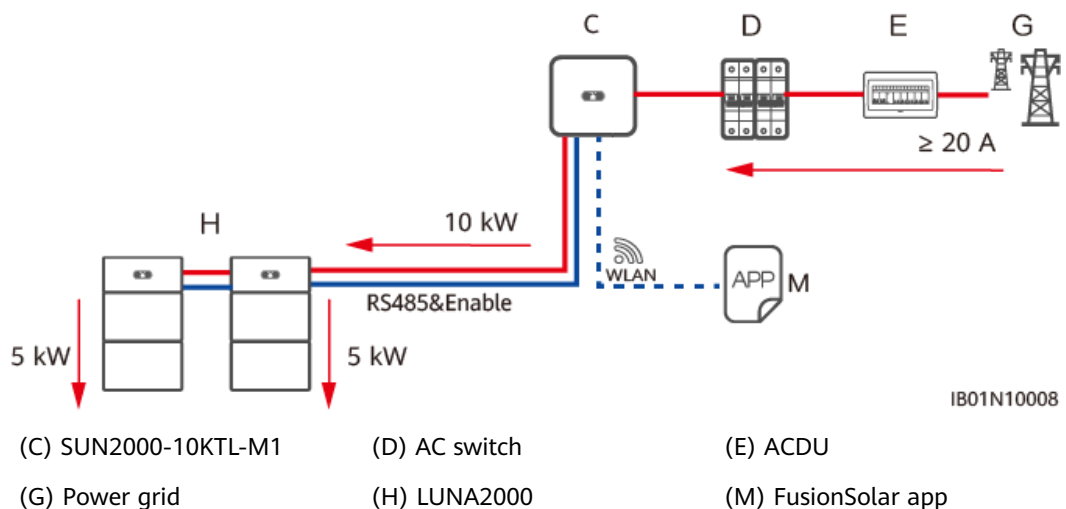 C
D
E
G
≥ 20 A
H
10 kW
WLAN
APP
M
RS485&Enable
5 kW
5 kW
IB01N10008
(C) SUN2000-10KTL-M1 (D) AC switch (E) ACDU
(G) Power grid (H) LUNA2000 (M) FusionSolar app